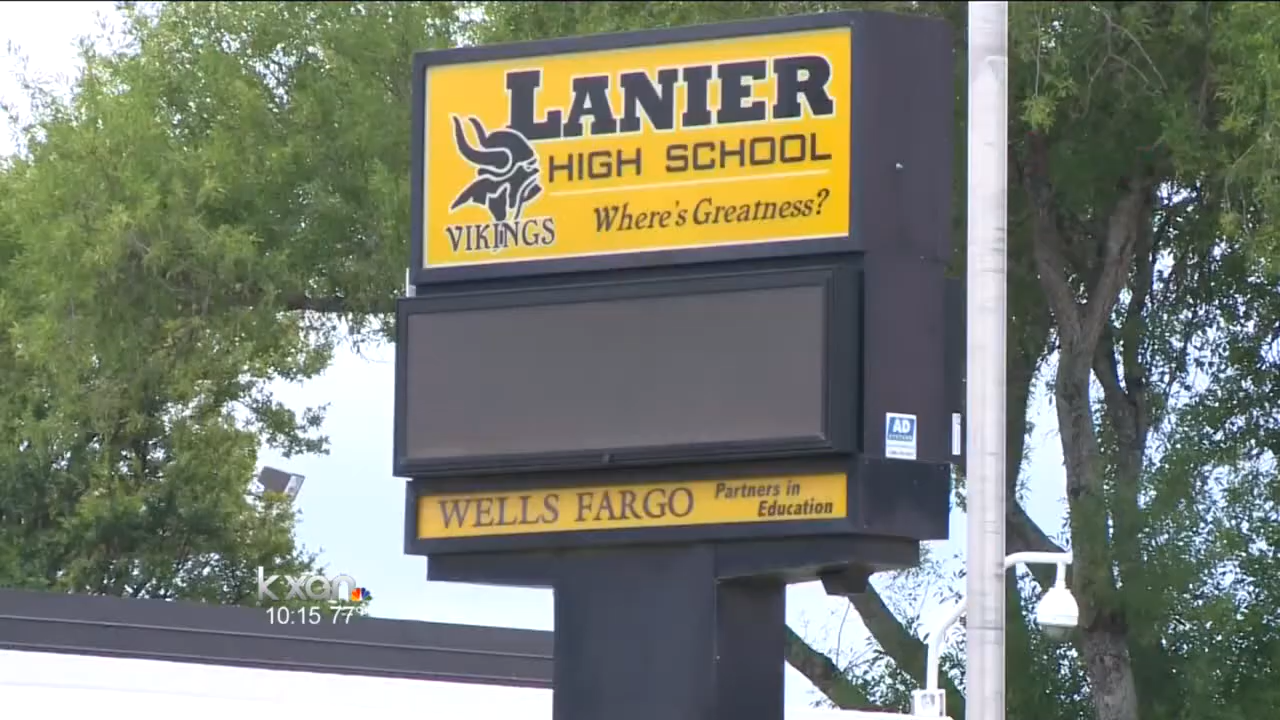 LANIER
HIGH SCHOOL
Where's Greatness?
VIKINGS
AD
WELLS FARGO
Partners in
Education
kxan
10:15 77°